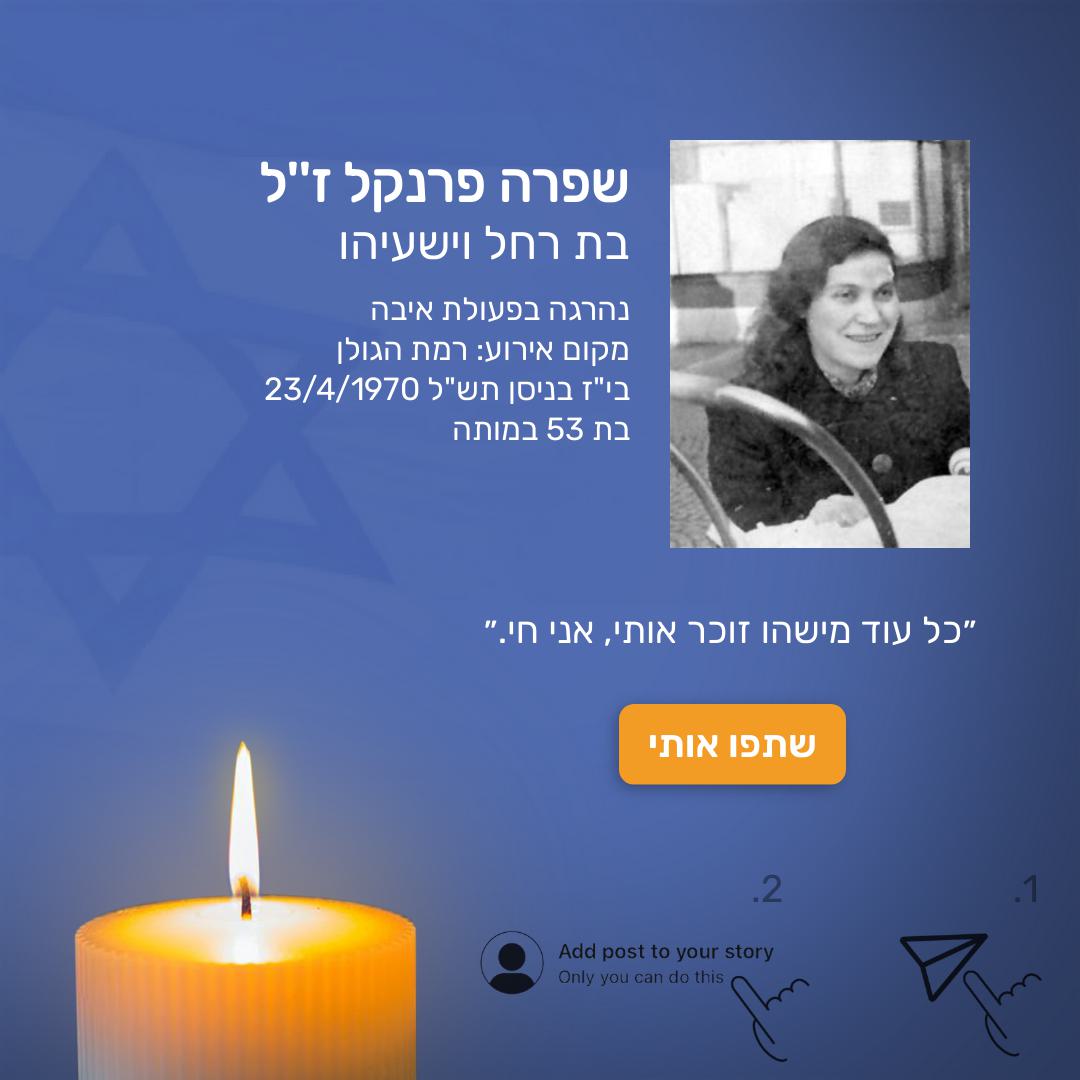 שפרה פרנקל ז"ל
בת רחל וישעיהו
נהרגה בפעולת איבה
מקום אירוע: רמת הגולן
בי"ז בניסן תש"ל 23/4/1970
בת 53 במותה
״כל עוד מישהו זוכר אותי, אני חי.״
שתפו אותי
1.
2.
Add post to your story
Only you can do this